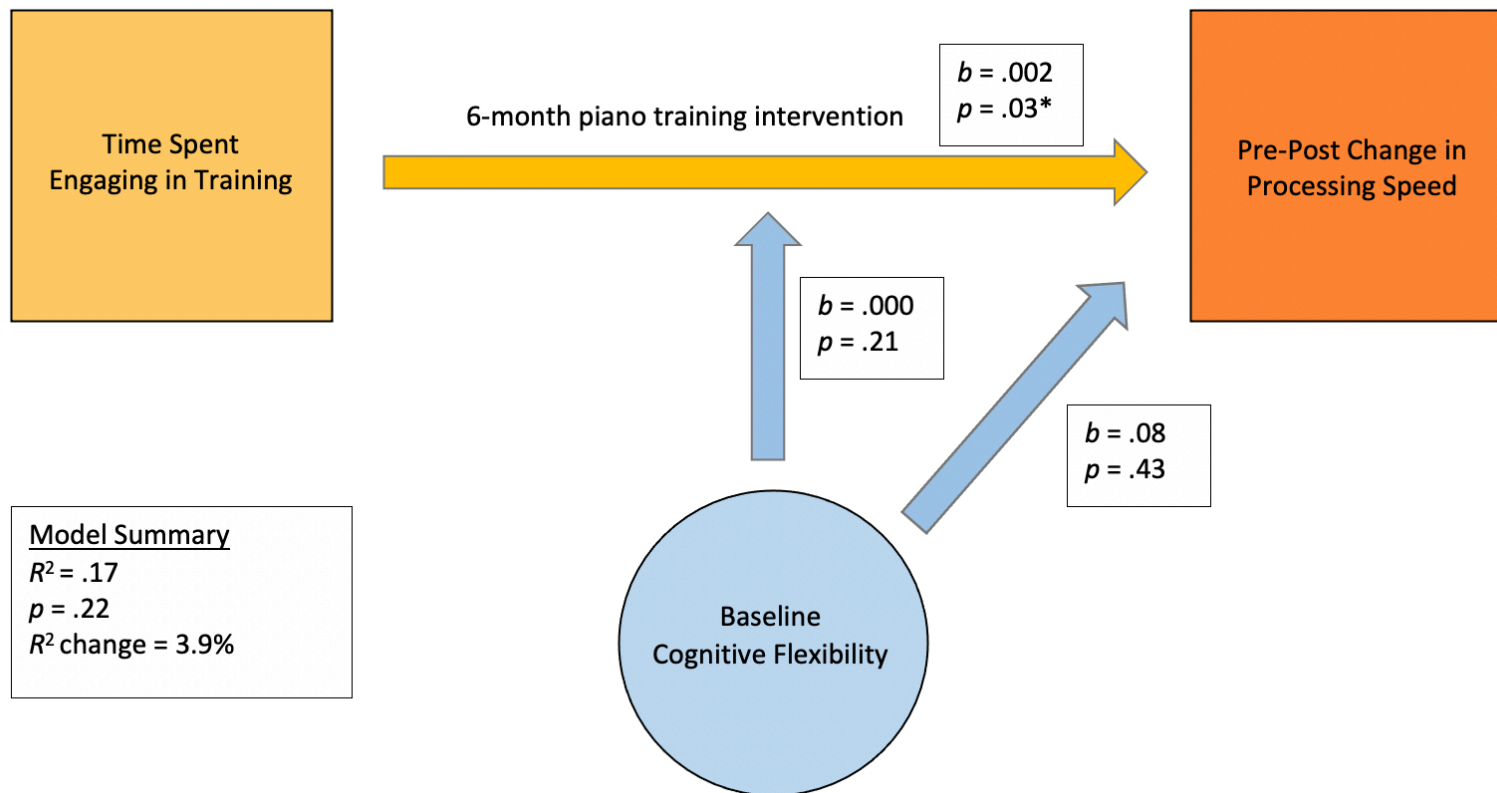 Time Spent
Engaging in Training
6-month piano training intervention
b = .002
p = .03*
Pre-Post Change in
Processing Speed
b = .000
p = .21
b = .08
p = .43
Model Summary
R² = .17
p = .22
R² change = 3.9%
Baseline
Cognitive Flexibility